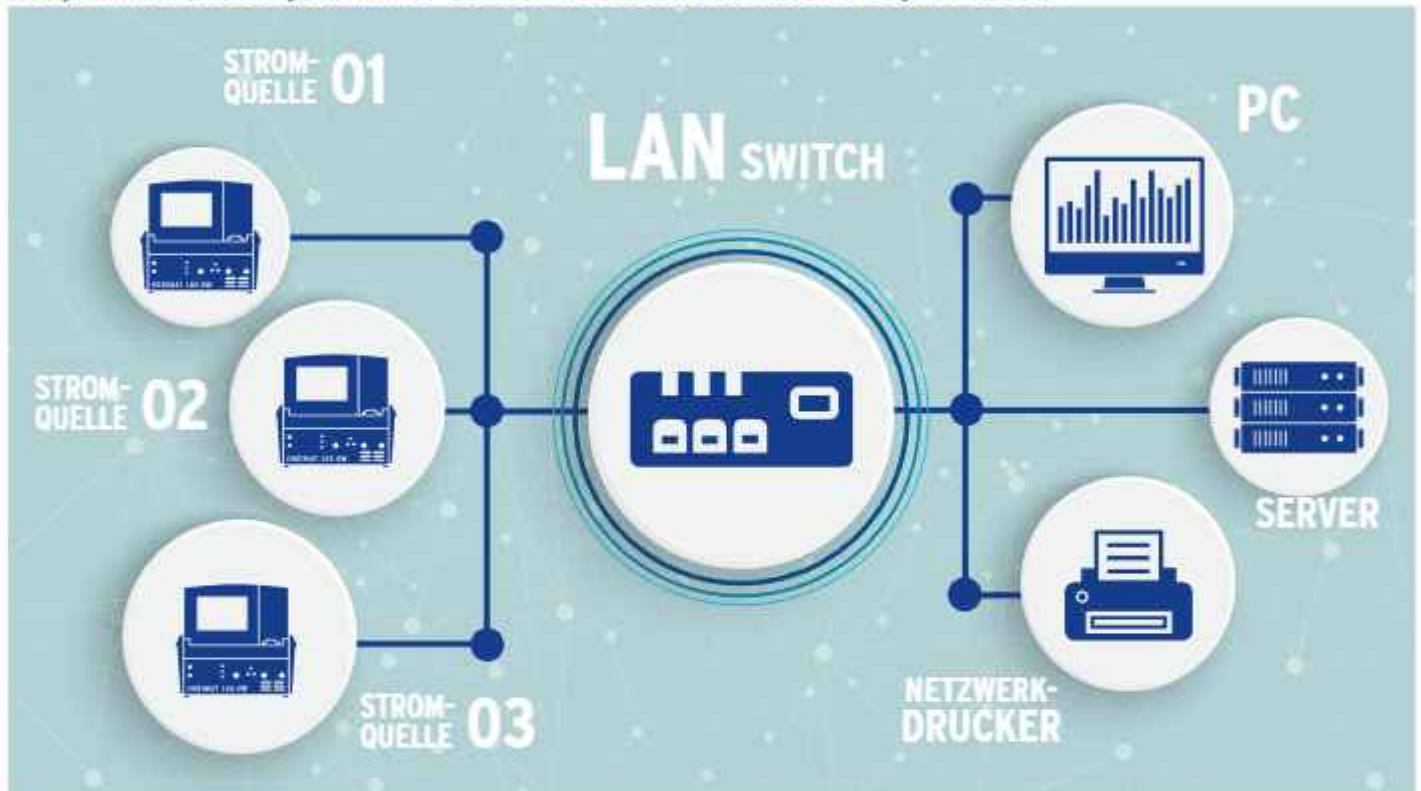 STROM-
QUELLE 01
LAN SWITCH
PC
STROM-
QUELLE 02
SERVER
STROM-
QUELLE 03
NETZWERK-
DRUCKER